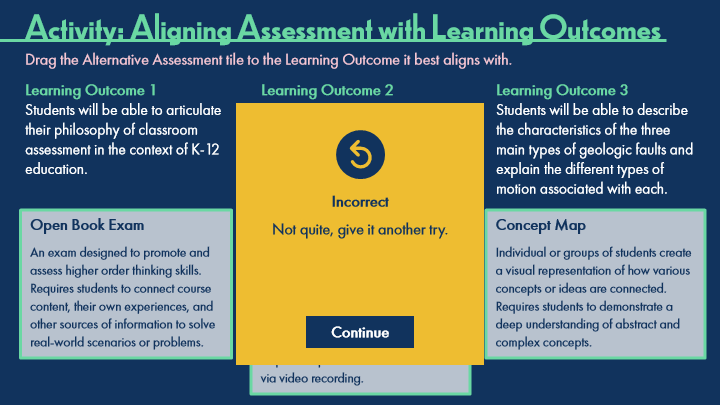 Activity: Aligning Assessment with Learning Outcomes
Drag the Alternative Assessment tile to the Learning Outcome it best aligns with.
Learning Outcome 1
Students will be able to articulate
their philosophy of classroom
assessment in the context of K-12
education.
Open Book Exam
An exam designed to promote and
assess higher order thinking skills.
Requires students to connect course
content, their own experiences, and
other sources of information to solve
real-world scenarios or problems.
Learning Outcome 2
Incorrect
Not quite, give it another try.
Continue
via video recording.
Learning Outcome 3
Students will be able to describe
the characteristics of the three
main types of geologic faults and
explain the different types of
motion associated with each.
Concept Map
Individual or groups of students create
a visual representation of how various
concepts or ideas are connected.
Requires students to demonstrate a
deep understanding of abstract and
complex concepts.